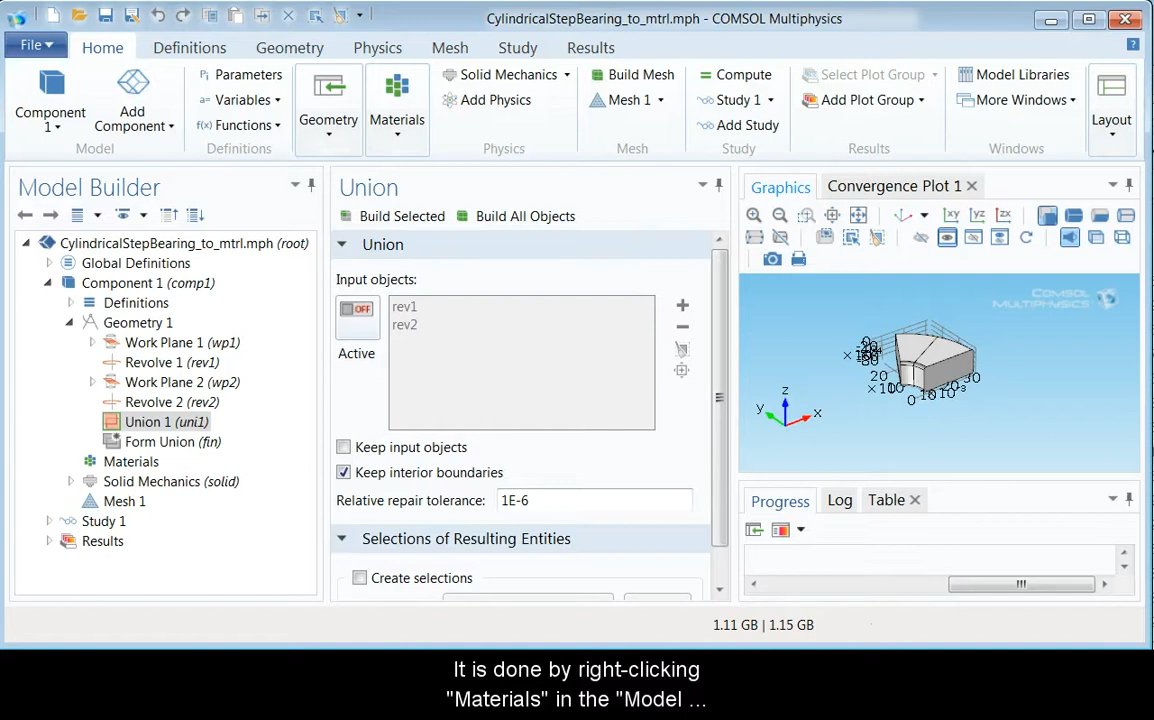 CylindricalStepBearing_to_mtrl.mph - COMSOL Multiphysics
File Home Definitions Geometry Physics Mesh Study Results
Component 1
Add Component
Model
Pi Parameters
a= Variables
f(x) Functions
Definitions
Geometry
Materials
Solid Mechanics
Add Physics
Physics
Build Mesh
Mesh 1
Mesh
= Compute
Study 1
Add Study
Study
Select Plot Group
Add Plot Group
Results
Model Libraries
More Windows
Windows
Layout
Model Builder
CylindricalStepBearing_to_mtrl.mph (root)
Global Definitions
Component 1 (comp1)
Definitions
Geometry 1
Work Plane 1 (wp1)
Revolve 1 (rev1)
Work Plane 2 (wp2)
Revolve 2 (rev2)
Union 1 (uni1)
Form Union (fin)
Materials
Solid Mechanics (solid)
Mesh 1
Study 1
Results
Union
Build Selected Build All Objects
Union
Input objects:
OFF
Active
rev1
rev2
Keep input objects
Keep interior boundaries
Relative repair tolerance: 1E-6
Selections of Resulting Entities
Create selections
Graphics Convergence Plot 1
xy yz zx
COMSOL
MULTIPHYSICS
z
y
x
Progress Log Table
1.11 GB | 1.15 GB
It is done by right-clicking
"Materials" in the "Model ...